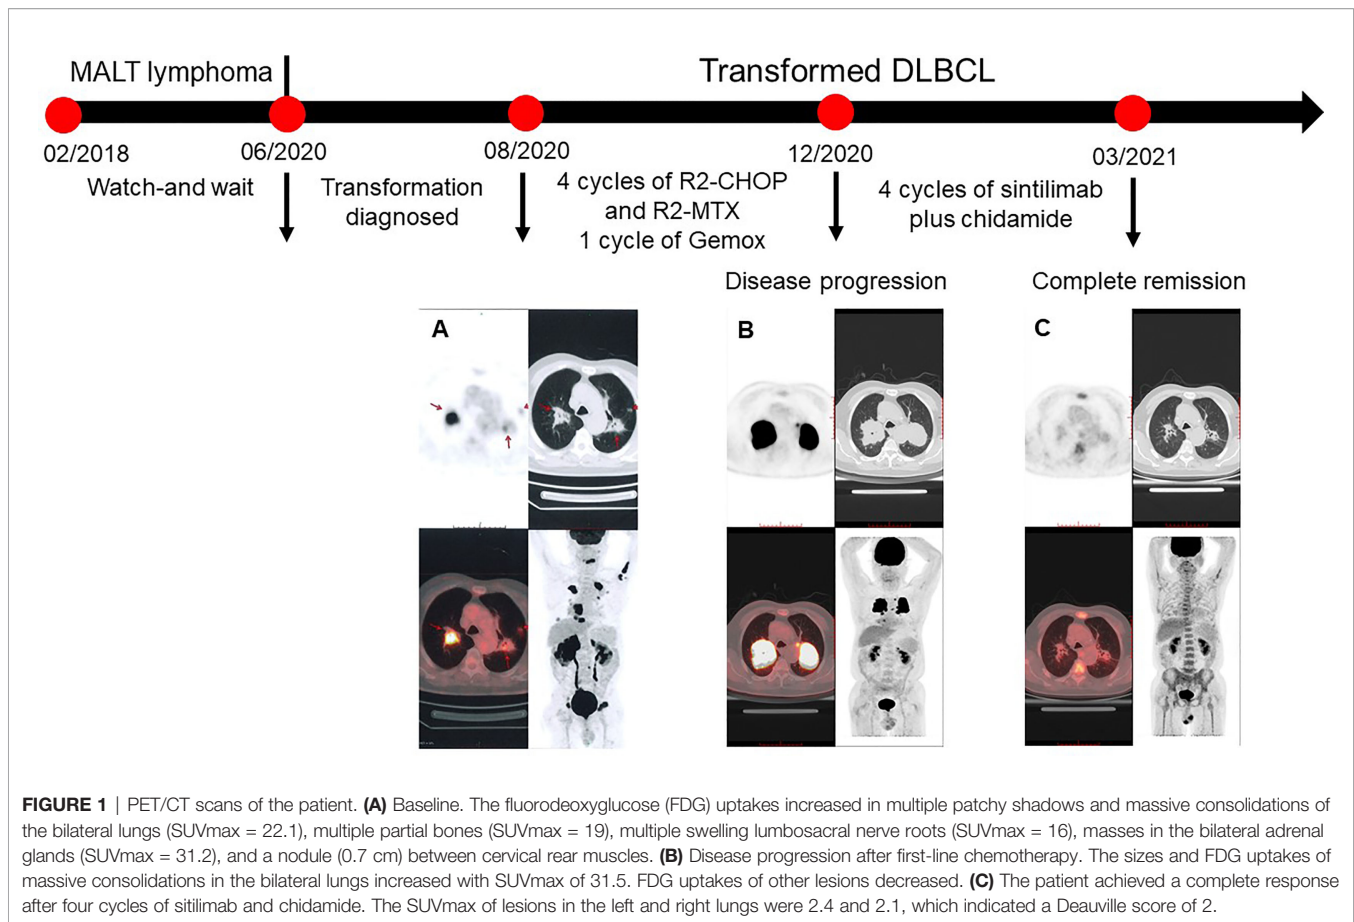 MALT lymphoma
Transformed DLBCL
02/2018
06/2020
08/2020
12/2020
03/2021
Watch-and wait
Transformation
diagnosed
4 cycles of R2-CHOP
and R2-MTX
1 cycle of Gemox
4 cycles of sintilimab
plus chidamide
Disease progression
Complete remission
A
B
C
FIGURE 1 | PET/CT scans of the patient. (A) Baseline. The fluorodeoxyglucose (FDG) uptakes increased in multiple patchy shadows and massive consolidations of
the bilateral lungs (SUVmax = 22.1), multiple partial bones (SUVmax = 19), multiple swelling lumbosacral nerve roots (SUVmax = 16), masses in the bilateral adrenal
glands (SUVmax = 31.2), and a nodule (0.7 cm) between cervical rear muscles. (B) Disease progression after first-line chemotherapy. The sizes and FDG uptakes of
massive consolidations in the bilateral lungs increased with SUVmax of 31.5. FDG uptakes of other lesions decreased. (C) The patient achieved a complete response
after four cycles of sitilimab and chidamide. The SUVmax of lesions in the left and right lungs were 2.4 and 2.1, which indicated a Deauville score of 2.